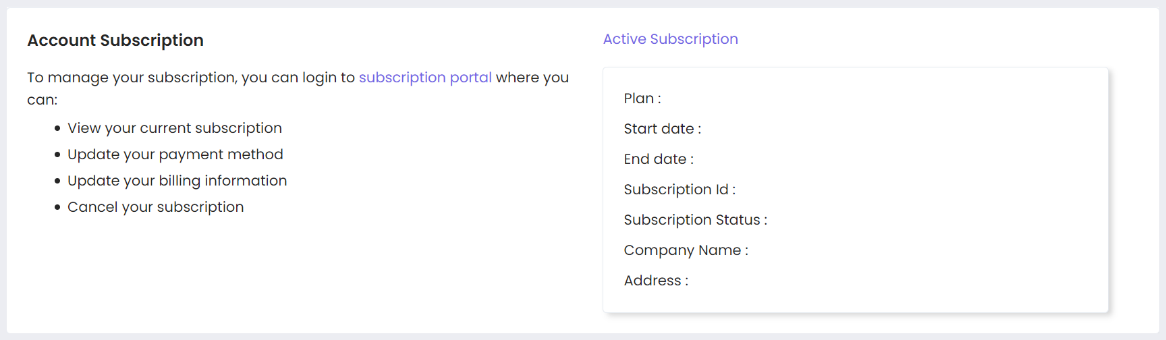 Account Subscription
To manage your subscription, you can login to subscription portal where you
can:
• View your current subscription
• Update your payment method
• Update your billing information
• Cancel your subscription
Active Subscription
Plan :
Start date :
End date :
Subscription Id :
Subscription Status :
Company Name :
Address :